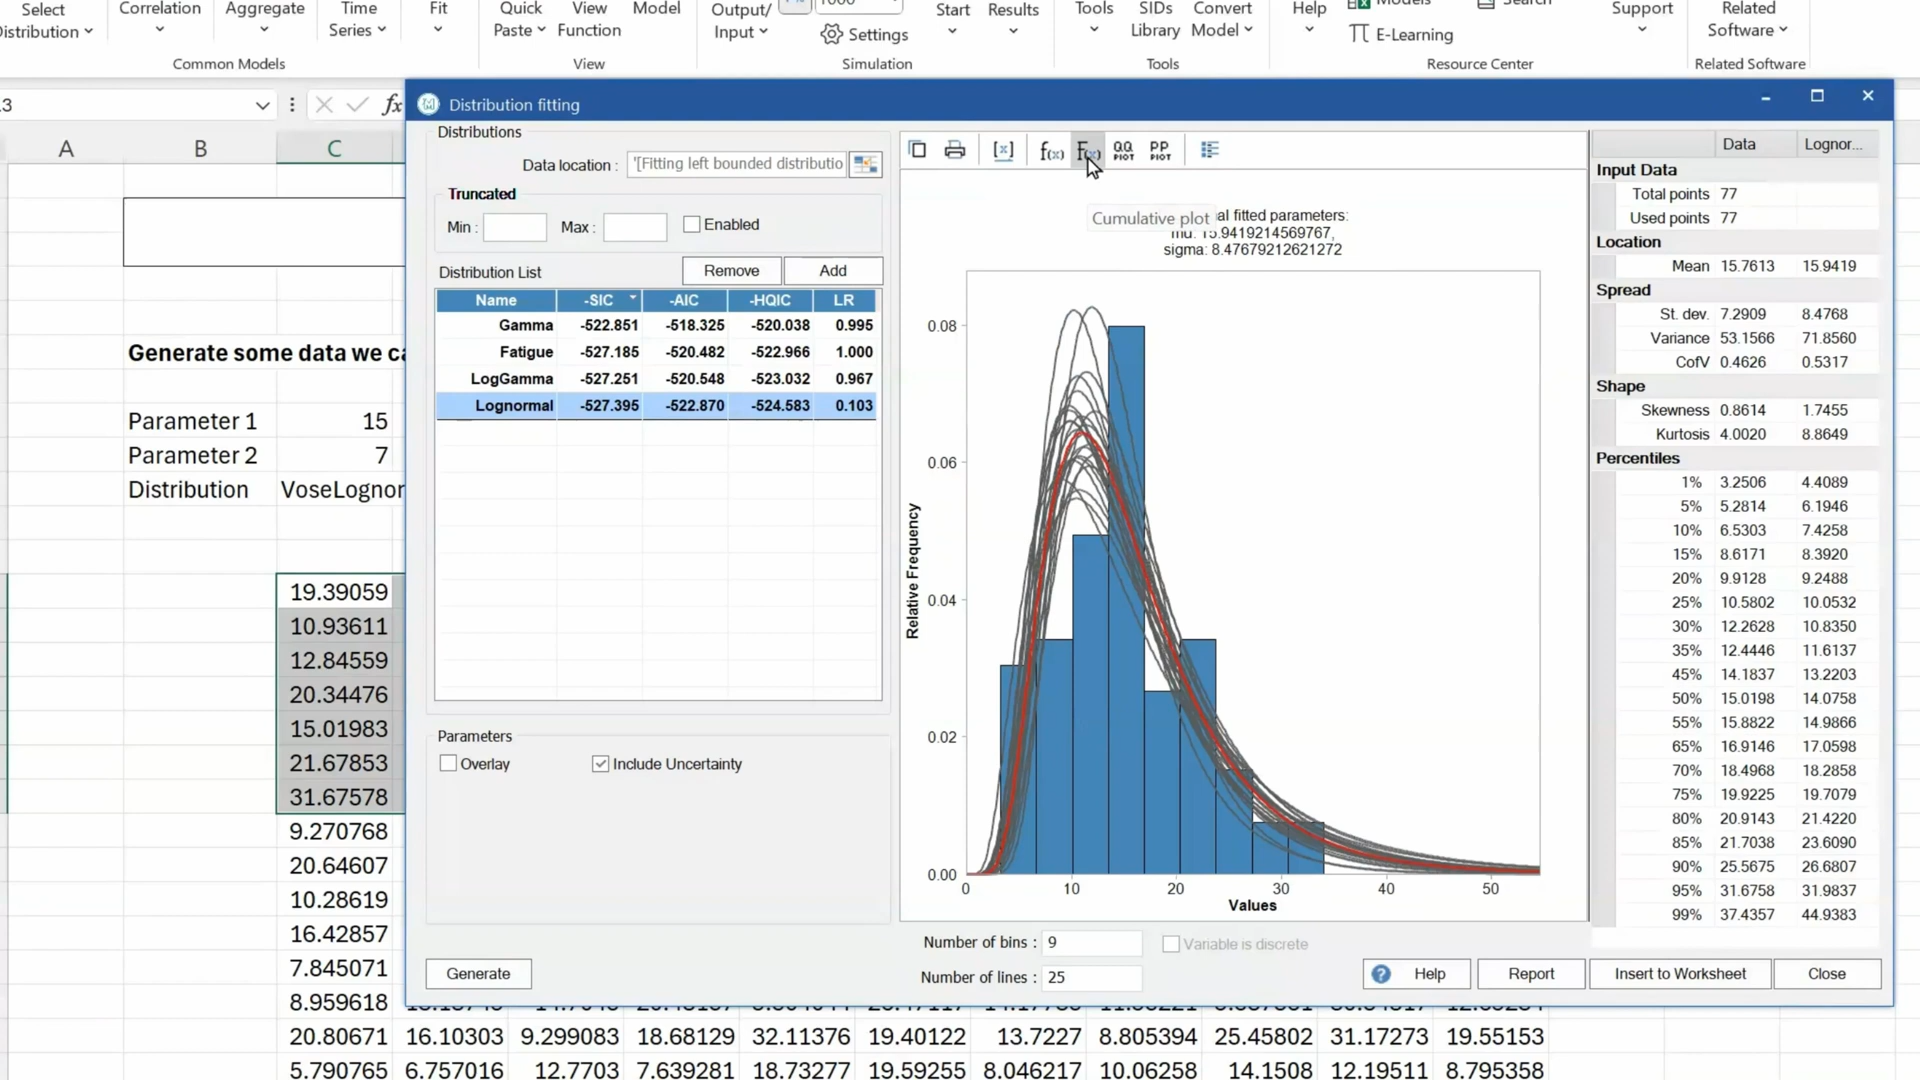 Select
Distribution
Correlation
Aggregate
Time
Series
Fit
Common Models
Quick
Paste
View
Function
Model
View
Output/
Input
1000
Settings
Start
Results
Simulation
Tools
SIDs
Library
Convert
Model
Tools
Help
Models
Search
E-Learning
Support
Resource Center
Related
Software
Related Software
.3
fx
Distribution fitting
A B C
Generate some data we ca
Parameter 1 15
Parameter 2 7
Distribution VoseLognor
19.39059
10.93611
12.84559
20.34476
15.01983
21.67853
31.67578
9.270768
20.64607
10.28619
16.42857
7.845071
8.959618
20.80671 16.10303 9.299083 18.68129 32.11376 19.40122 13.7227 8.805394 25.45802 31.17273 19.55153
5.790765 6.757016 12.7703 7.639281 18.73277 19.59255 8.046217 10.06258 14.1508 12.19511 8.795358
Distributions
Data location : '[Fitting left bounded distributio
Truncated
Min : Max : Enabled
Distribution List Remove Add
Name -SIC -AIC -HQIC LR
Gamma -522.851 -518.325 -520.038 0.995
Fatigue -527.185 -520.482 -522.966 1.000
LogGamma -527.251 -520.548 -523.032 0.967
Lognormal -527.395 -522.870 -524.583 0.103
Parameters
Overlay Include Uncertainty
Generate
[x] f(x) F(x) QQ PLOT PP PLOT
Cumulative plot
al fitted parameters:
mu: 15.9419214569767,
sigma: 8.47679212621272
Relative Frequency
0.08
0.06
0.04
0.02
0.00
0 10 20 30 40 50
Values
Number of bins : 9 Variable is discrete
Number of lines : 25
Help Report Insert to Worksheet Close
Data Lognor...
Input Data
Total points 77
Used points 77
Location
Mean 15.7613 15.9419
Spread
St. dev. 7.2909 8.4768
Variance 53.1566 71.8560
CofV 0.4626 0.5317
Shape
Skewness 0.8614 1.7455
Kurtosis 4.0020 8.8649
Percentiles
1% 3.2506 4.4089
5% 5.2814 6.1946
10% 6.5303 7.4258
15% 8.6171 8.3920
20% 9.9128 9.2488
25% 10.5802 10.0532
30% 12.2628 10.8350
35% 12.4446 11.6137
45% 14.1837 13.2203
50% 15.0198 14.0758
55% 15.8822 14.9866
65% 16.9146 17.0598
70% 18.4968 18.2858
75% 19.9225 19.7079
80% 20.9143 21.4220
85% 21.7038 23.6090
90% 25.5675 26.6807
95% 31.6758 31.9837
99% 37.4357 44.9383